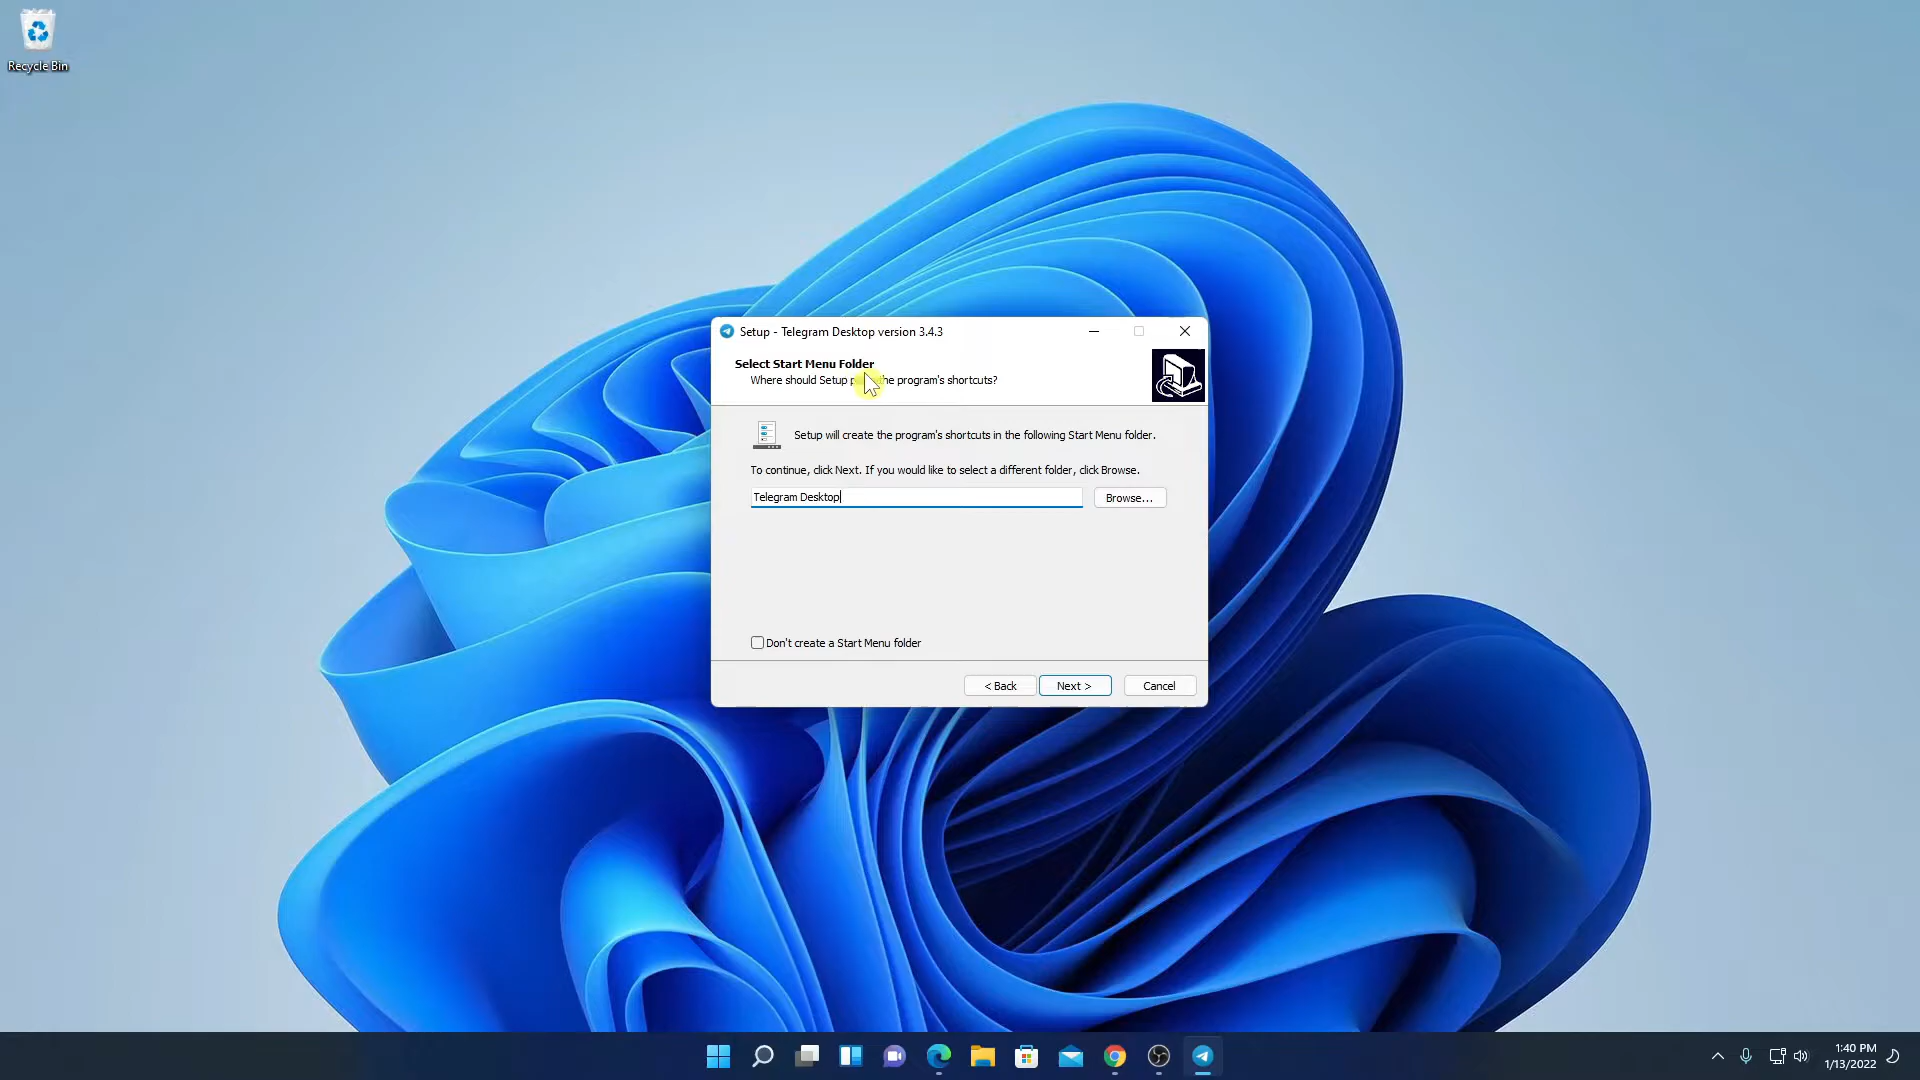 Recycle Bin
Setup - Telegram Desktop version 3.4.3
Select Start Menu Folder
Where should Setup the program's shortcuts?
Setup will create the program's shortcuts in the following Start Menu folder.
To continue, click Next. If you would like to select a different folder, click Browse.
Telegram Desktop
Browse...
Don't create a Start Menu folder
< Back
Next >
Cancel
1:40 PM
1/13/2022